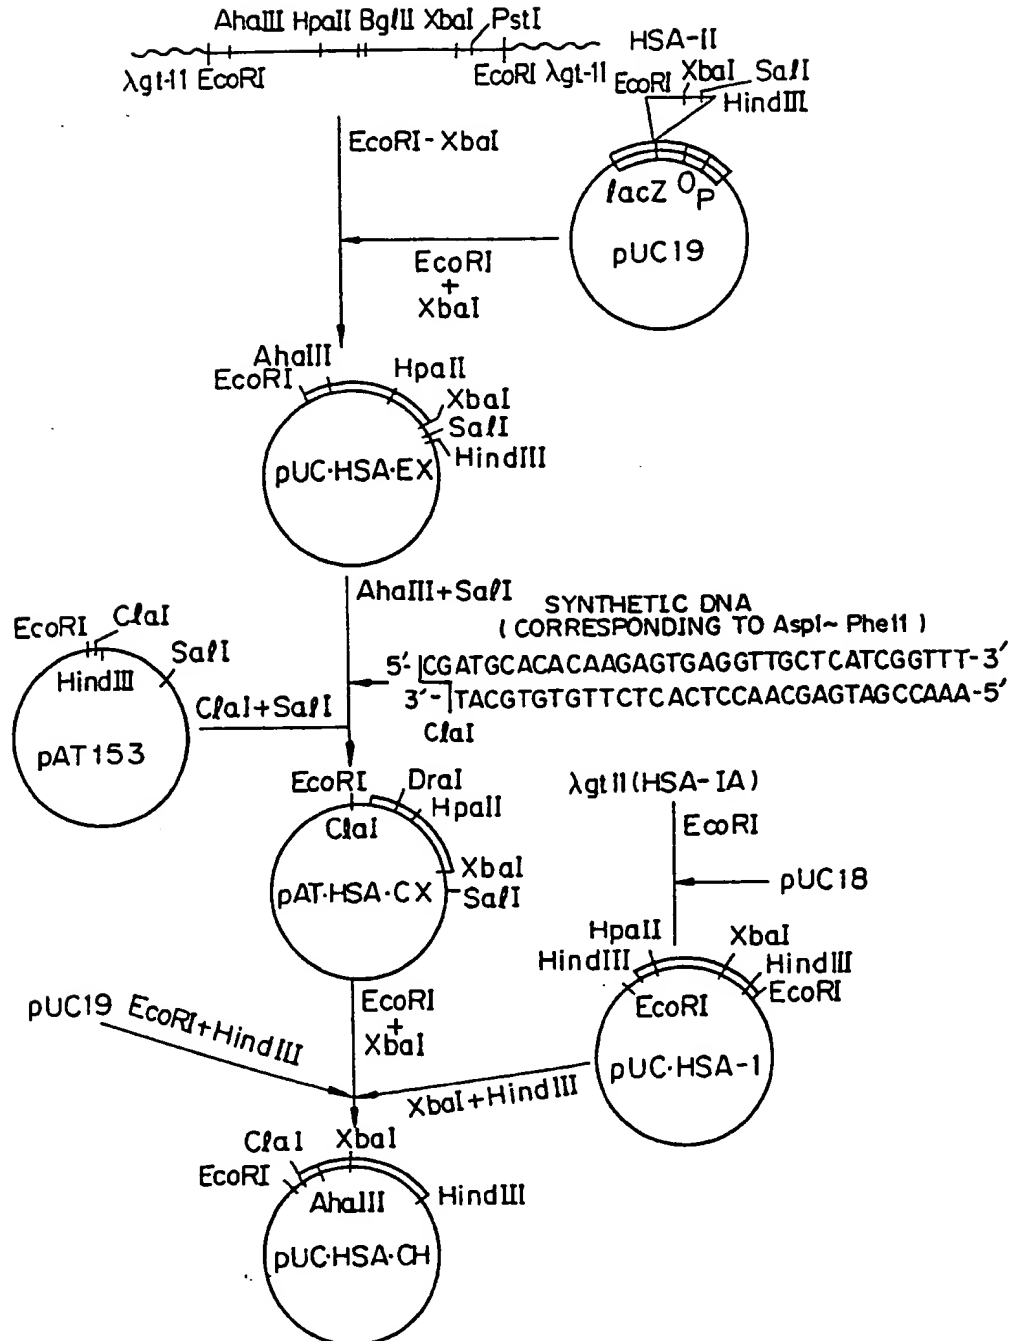 AhaIII HpaII BglII XbaI PstI
λgt-11 EcoRI EcoRI λgt-11
HSA-II
EcoRI XbaI SalI
HindIII
EcoRI-XbaI
lacZ O P
pUC19
EcoRI
+
XbaI
AhaIII
EcoRI
HpaII
XbaI
SalI
HindIII
pUC·HSA·EX
AhaIII+SalI
SYNTHETIC DNA
(CORRESPONDING TO Asp1~Phe11)
5'-CGATGCACACAAGAGTGAGGTTGCTCATCGGTTT-3'
3'-TACGTGTGTTCTCACTCCAACGAGTAGCCAAA-5'
ClaI
EcoRI ClaI
SalI
HindIII
pAT153
ClaI+SalI
EcoRI DraI
HpaII
ClaI
XbaI
SalI
pAT·HSA·CX
λgt11(HSA-IA)
EcoRI
pUC18
HpaII XbaI
HindIII HindIII
EcoRI EcoRI
pUC·HSA-1
EcoRI
+
XbaI
pUC19 EcoRI+HindIII
XbaI+HindIII
ClaI XbaI
EcoRI
AhaIII HindIII
pUC·HSA·CH